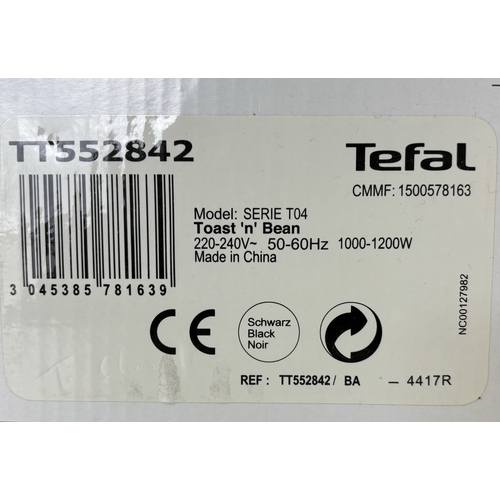 TT552842
Tefal
CMMF: 1500578163
Model: SERIE T04
Toast 'n' Bean
220-240V~ 50-60Hz 1000-1200W
Made in China
3 045385 781639
CE
Schwarz
Black
Noir
NC00127982
REF : TT552842 / BA - 4417R